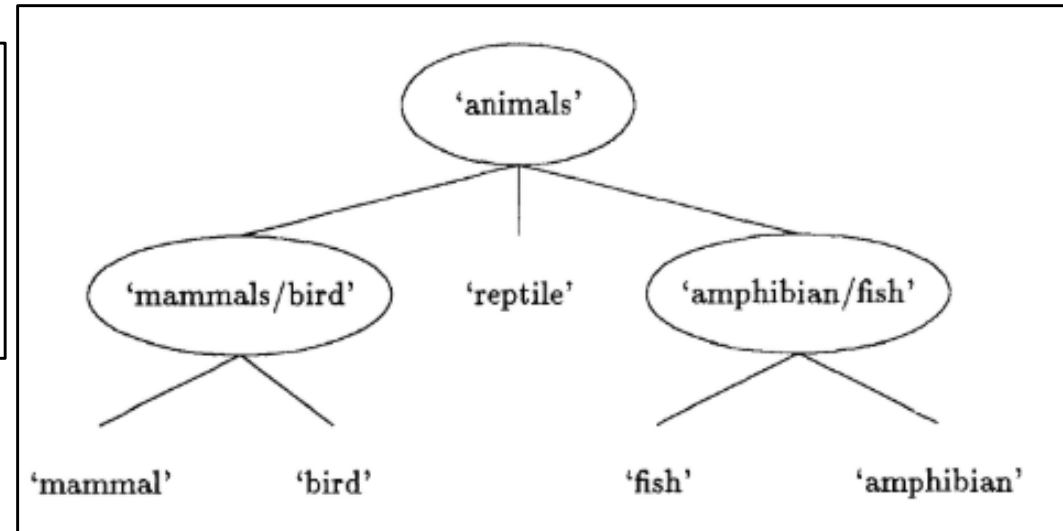 ‘animals’
‘mammals/bird’ ‘reptile’ ‘amphibian/fish’
‘mammal’ ‘bird’ ‘fish’ ‘amphibian’